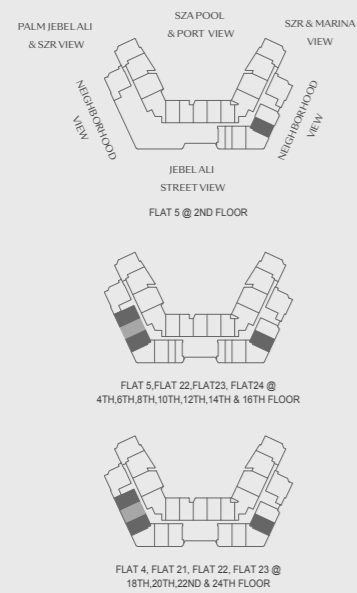 PALM JEBEL ALI
& SZR VIEW
SZA POOL
& PORT VIEW
SZR & MARINA
VIEW
NEIGHBORHOOD
VIEW
NEIGHBORHOOD
VIEW
JEBEL ALI
STREET VIEW
FLAT 5 @ 2ND FLOOR
FLAT 5,FLAT 22,FLAT23, FLAT24 @
4TH,6TH,8TH,10TH,12TH,14TH & 16TH FLOOR
FLAT 4, FLAT 21, FLAT 22, FLAT 23 @
18TH,20TH,22ND & 24TH FLOOR